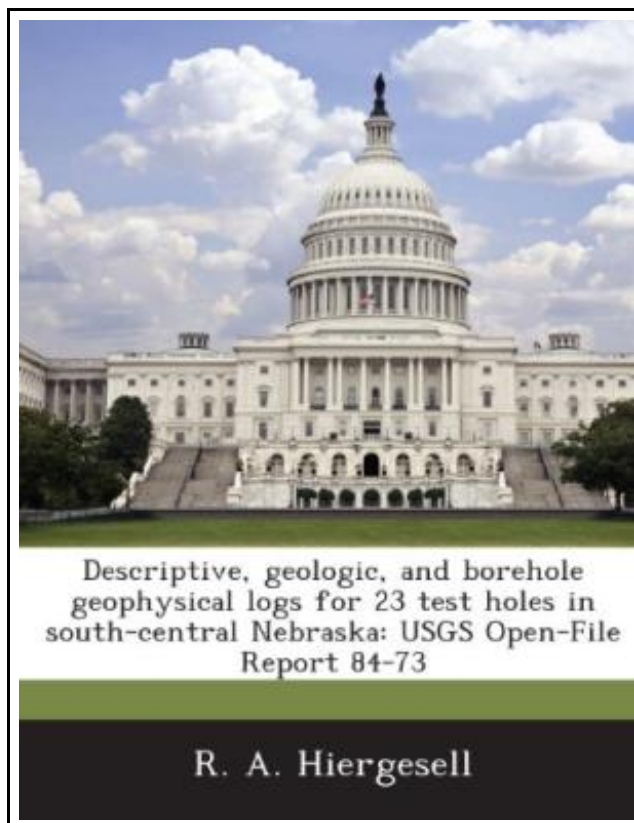 Descriptive, geologic, and borehole
geophysical logs for 23 test holes in
south-central Nebraska: USGS Open-File
Report 84-73
R. A. Hiergesell